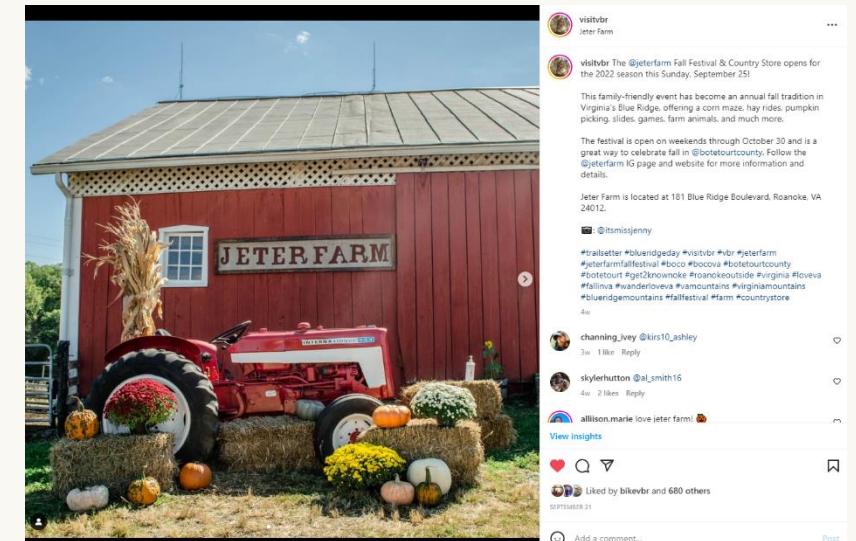 visitvbr
Jeter Farm
visitvbr The @jeterfarm Fall Festival & Country Store opens for
the 2022 season this Sunday, September 25!
This family-friendly event has become an annual fall tradition in
Virginia's Blue Ridge, offering a corn maze, hay rides, pumpkin
picking, slides, games, farm animals, and much more.
The festival is open on weekends through October 30 and is a
great way to celebrate fall in @botetourtcounty. Follow the
@jeterfarm IG page and website for more information and
details.
Jeter Farm is located at 181 Blue Ridge Boulevard, Roanoke, VA
24012.
: @itsmissjenny
#trailsetter #blueridgeday #visitvbr #vbr #jeterfarm
#jeterfarmfallfestival #boco #bocova #botetourtcounty
#botetourt #get2knownoke #roanokeoutside #virginia #loveva
#fallinva #wanderloveva #vamountains #virginiamountains
#blueridgemountains #fallfestival #farm #countrystore
4w
channing_ivey @kirs10_ashley
3w 1 like Reply
skylerhutton @al_smith16
4w 2 likes Reply
alliison.marie love jeter farm! 🎃
View insights
Liked by bikevbr and 680 others
SEPTEMBER 21
Add a comment...
Post
JETER FARM
INTERNATIONAL